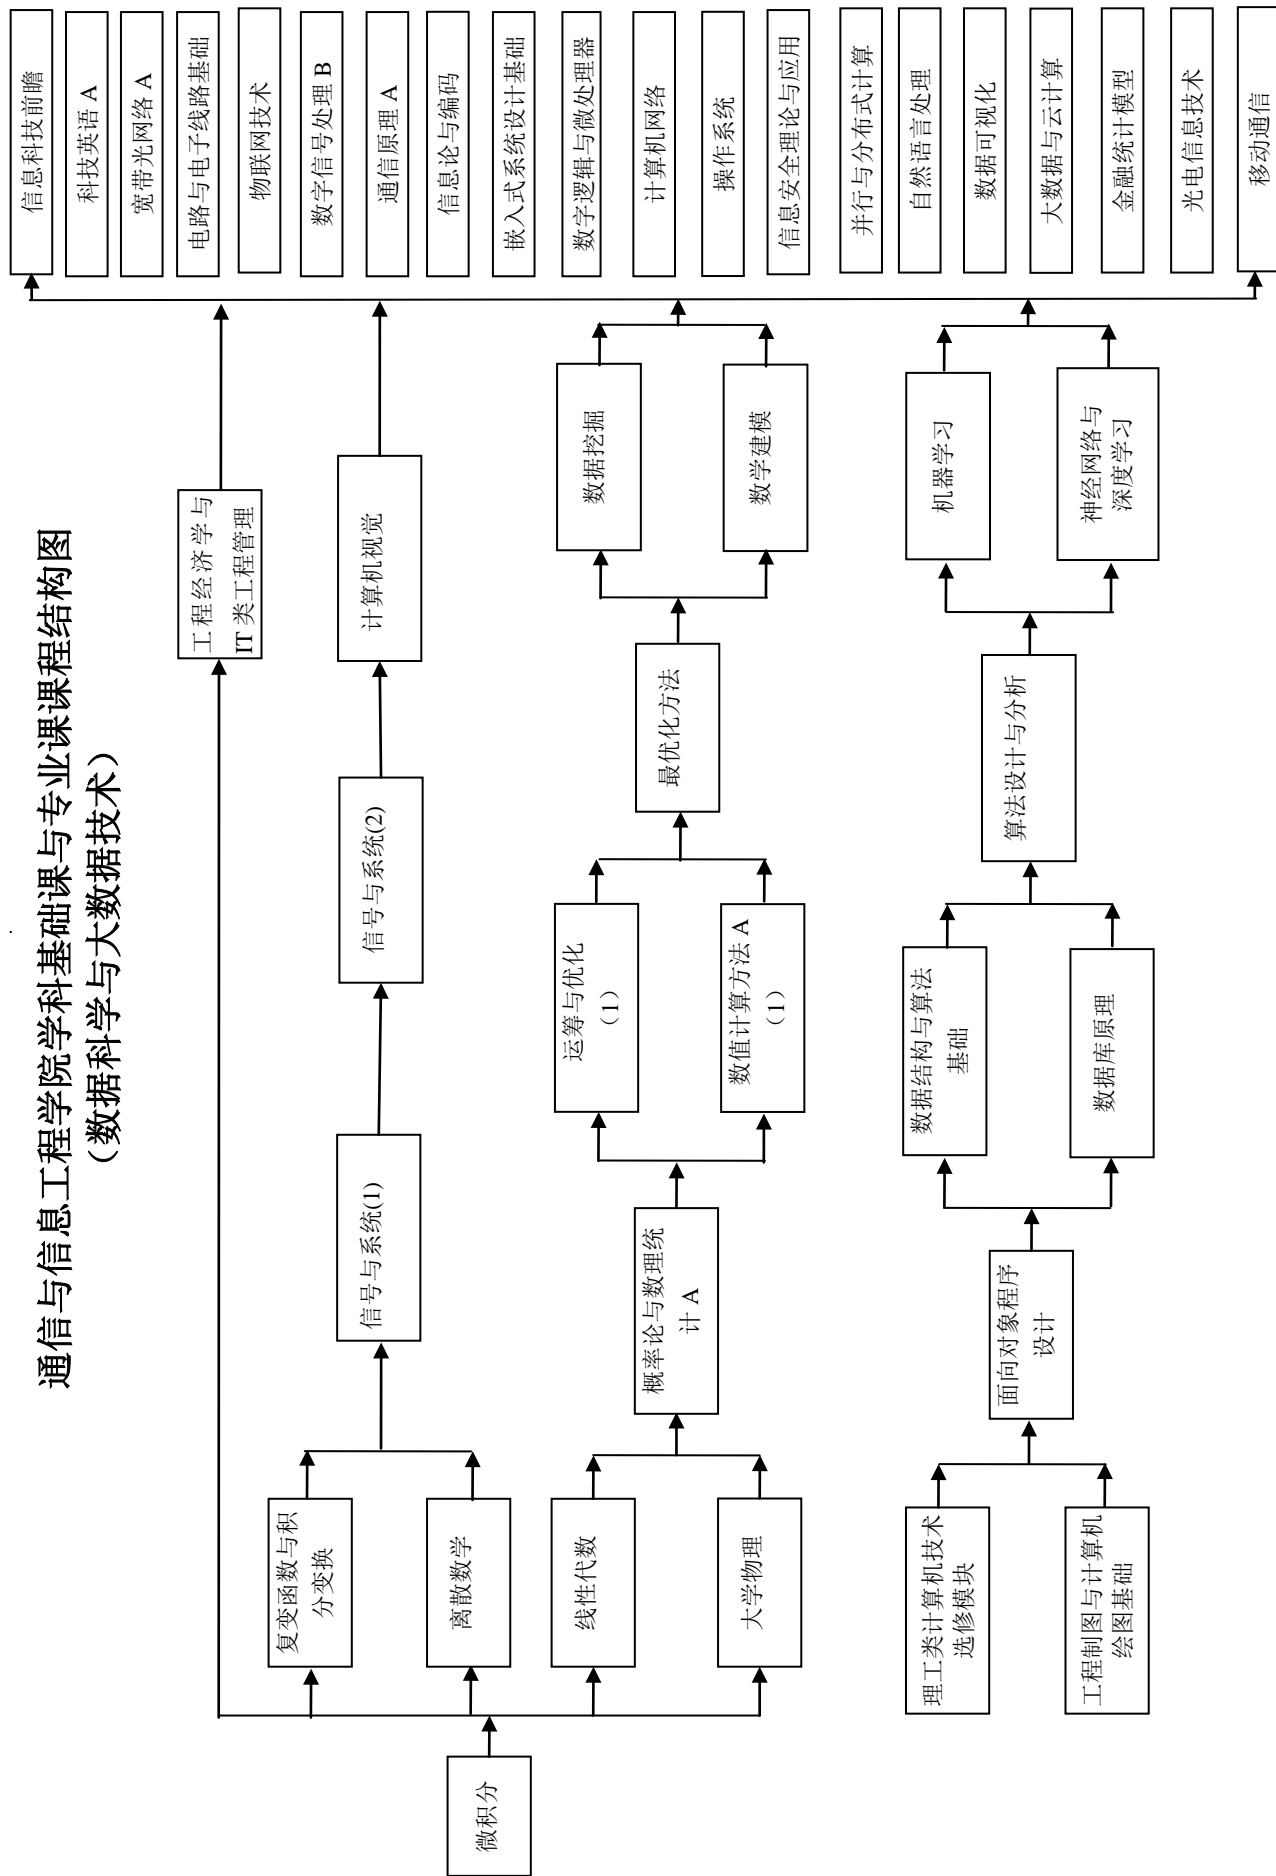 通信与信息工程学院学科基础课与专业课课程结构图
（数据科学与大数据技术）
微积分
复变函数与积
分变换
离散数学
线性代数
大学物理
理工类计算机技术
选修模块
工程制图与计算机
绘图基础
信号与系统(1)
概率论与数理统
计 A
面向对象程序
设计
信号与系统(2)
运筹与优化
（1）
数值计算方法 A
（1）
数据结构与算法
基础
数据库原理
工程经济学与
IT 类工程管理
计算机视觉
最优化方法
算法设计与分析
数据挖掘
数学建模
机器学习
神经网络与
深度学习
信息科技前瞻
科技英语 A
宽带光网络 A
电路与电子线路基础
物联网技术
数字信号处理 B
通信原理 A
信息论与编码
嵌入式系统设计基础
数字逻辑与微处理器
计算机网络
操作系统
信息安全理论与应用
并行与分布式计算
自然语言处理
数据可视化
大数据与云计算
金融统计模型
光电信息技术
移动通信